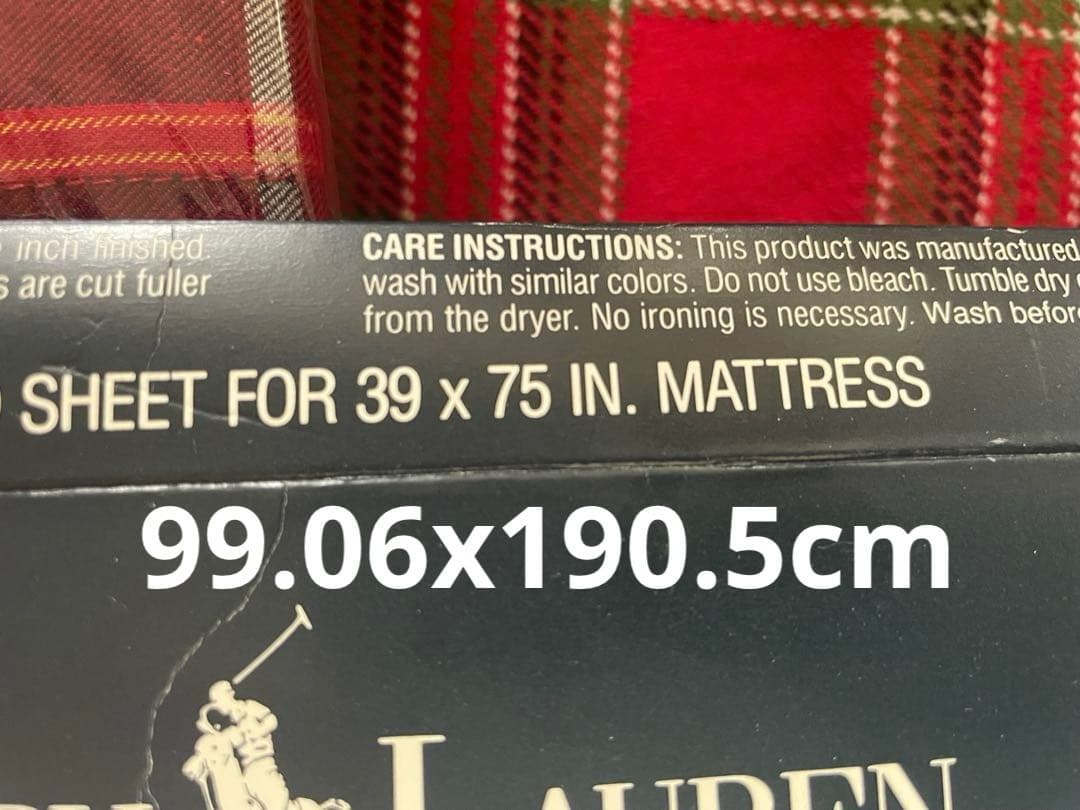 inch finished.
are cut fuller
CARE INSTRUCTIONS: This product was manufactured
wash with similar colors. Do not use bleach. Tumble dry
from the dryer. No ironing is necessary. Wash before
SHEET FOR 39 x 75 IN. MATTRESS
99.06x190.5cm
LAUREN